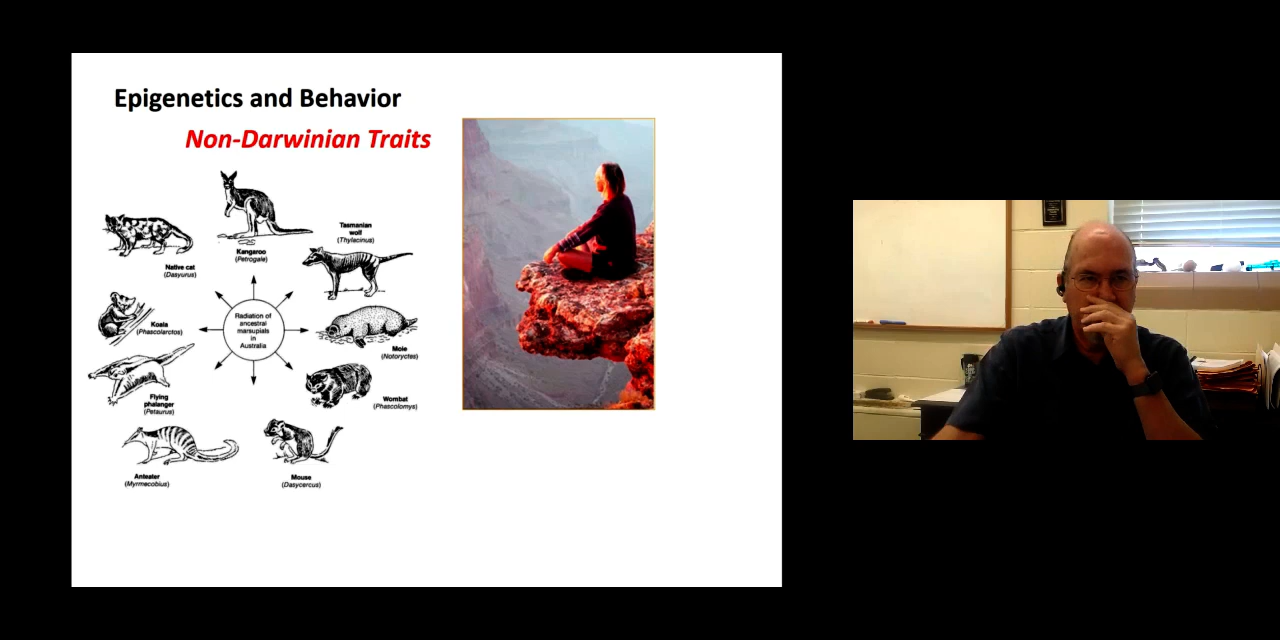 Epigenetics and Behavior
Non-Darwinian Traits
Kangaroo
(Petrogale)
Tasmanian
wolf
(Thylacinus)
Native cat
(Dasyurus)
Radiation of
ancestral
marsupials
in
Australia
Koala
(Phascolarctos)
Mole
(Notoryctes)
Flying
phalanger
(Petaurus)
Wombat
(Phascolomys)
Anteater
(Myrmecobius)
Mouse
(Dasycercus)